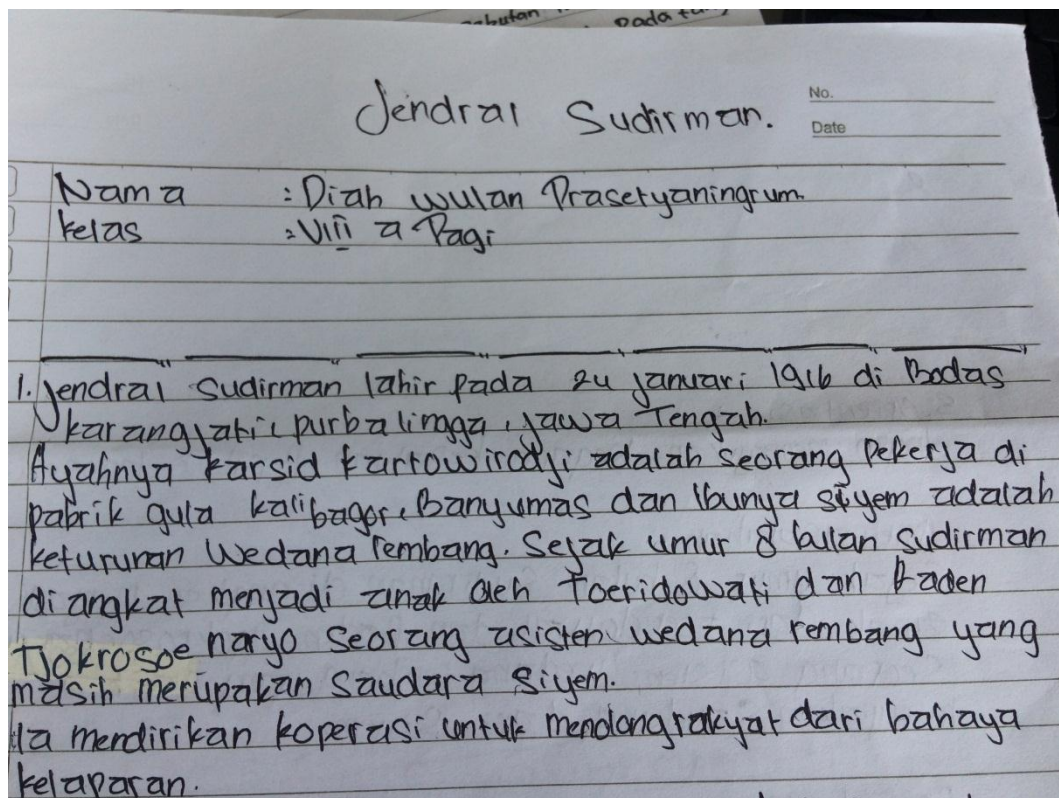 Jendral Sudirman.
No.
Date
Nama : Diah wulan Prasetyaningrum.
kelas : VIII a Pagi
1. Jendral Sudirman lahir pada 24 januari 1916 di Bodas
karangjati, purbalingga, jawa Tengah.
Ayahnya karsid kartowirodji adalah seorang Pekerja di
pabrik gula kalibagor, Banyumas dan Ibunya siyem adalah
keturunan Wedana rembang. Sejak umur 8 bulan Sudirman
di angkat menjadi anak oleh Toeridowati dan Raden
Tjokrosoe naryo Seorang asisten wedana rembang yang
masih merupakan Saudara Siyem.
Ia mendirikan koperasi untuk mendongrakyat dari bahaya
kelaparan.